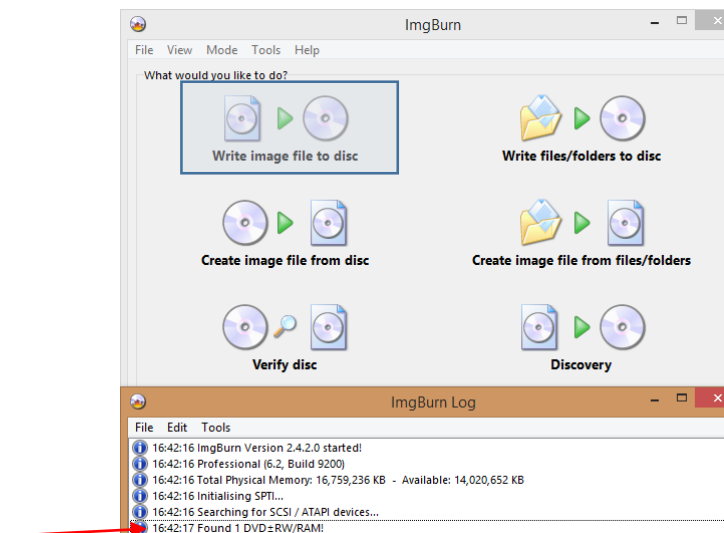 ImgBurn
File View Mode Tools Help
What would you like to do?
Write image file to disc
Write files/folders to disc
Create image file from disc
Create image file from files/folders
Verify disc
Discovery
ImgBurn Log
File Edit Tools
16:42:16 ImgBurn Version 2.4.2.0 started!
16:42:16 Professional (6.2, Build 9200)
16:42:16 Total Physical Memory: 16,759,236 KB - Available: 14,020,652 KB
16:42:16 Initialising SPTI...
16:42:16 Searching for SCSI / ATAPI devices...
16:42:17 Found 1 DVD±RW/RAM!